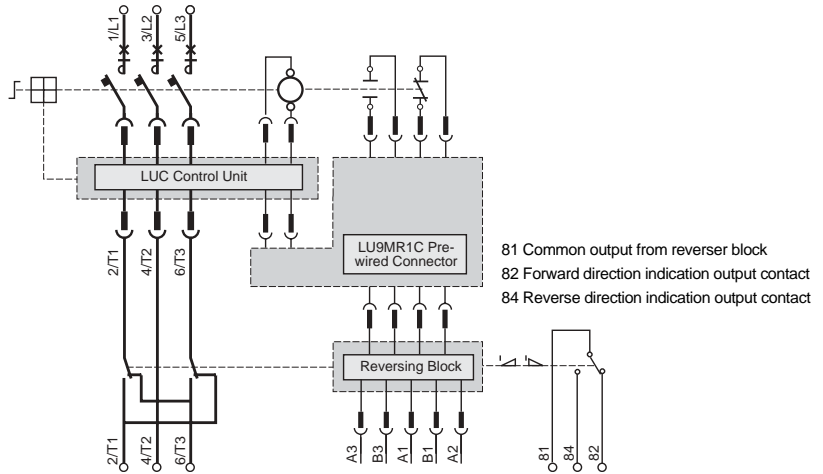 1/L1
3/L2
5/L3
LUC Control Unit
LU9MR1C Pre-
wired Connector
2/T1
4/T2
6/T3
81 Common output from reverser block
82 Forward direction indication output contact
84 Reverse direction indication output contact
Reversing Block
2/T1
4/T2
6/T3
A3
B3
A1
B1
A2
81
84
82